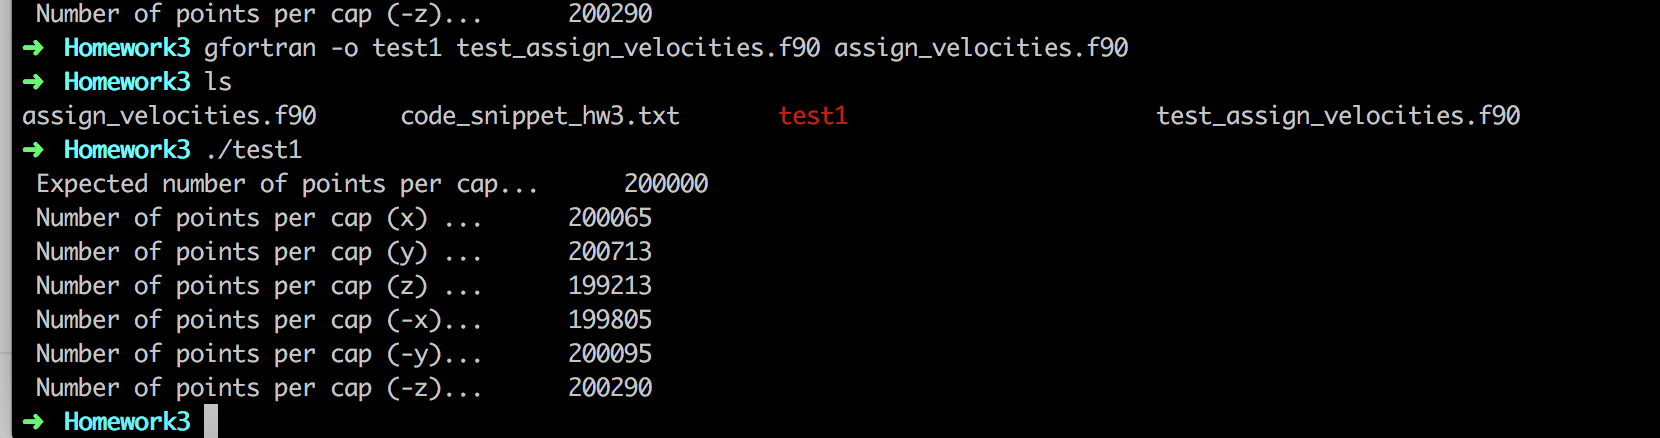 Number of points per cap (-z)... 200290
➜ Homework3 gfortran -o test1 test_assign_velocities.f90 assign_velocities.f90
➜ Homework3 ls
assign_velocities.f90 code_snippet_hw3.txt test1 test_assign_velocities.f90
➜ Homework3 ./test1
Expected number of points per cap... 200000
Number of points per cap (x) ... 200065
Number of points per cap (y) ... 200713
Number of points per cap (z) ... 199213
Number of points per cap (-x)... 199805
Number of points per cap (-y)... 200095
Number of points per cap (-z)... 200290
➜ Homework3